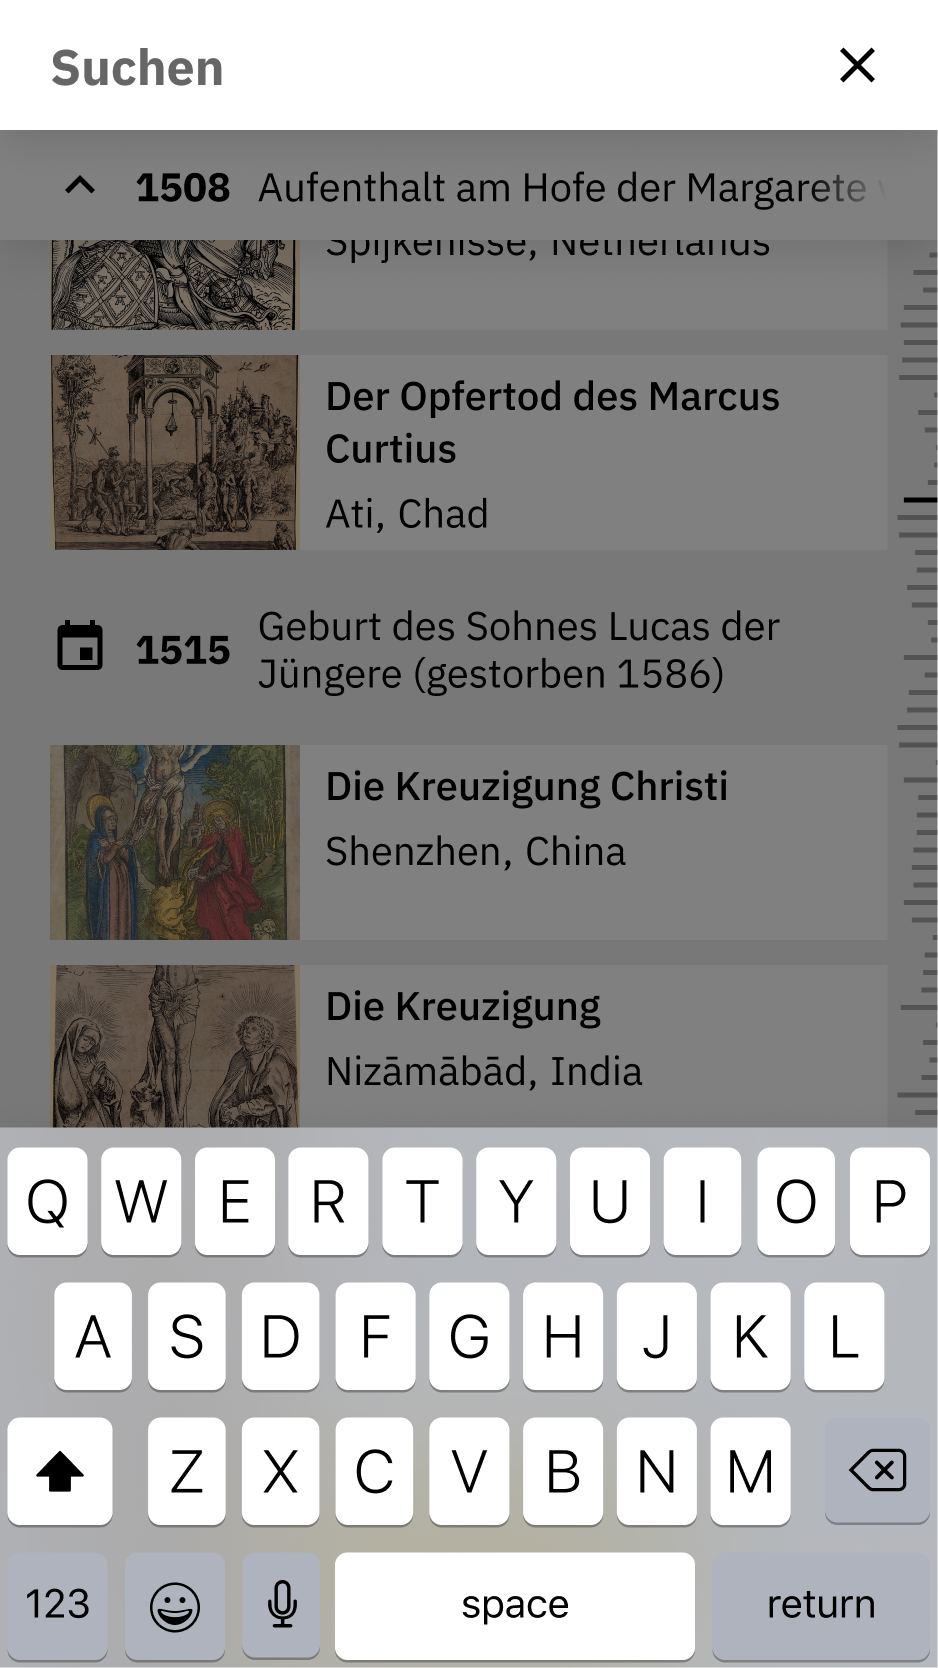 Suchen
1508 Aufenthalt am Hofe der Margarete
Spijkenisse, Netherlands
Der Opfertod des Marcus
Curtius
Ati, Chad
1515 Geburt des Sohnes Lucas der
Jüngere (gestorben 1586)
Die Kreuzigung Christi
Shenzhen, China
Die Kreuzigung
Nizāmābād, India
Q W E R T Y U I O P
A S D F G H J K L
Z X C V B N M
123 space return